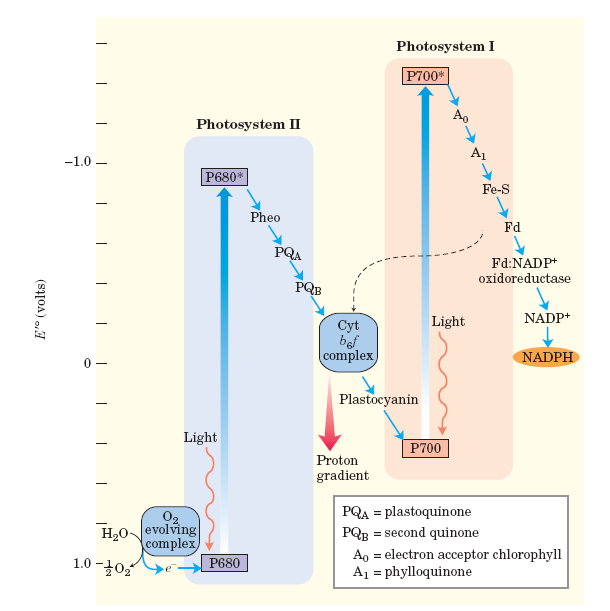 Photosystem I
P700*
A0
A1
Fe-S
Fd
Fd:NADP+
oxidoreductase
NADP+
NADPH
Light
P700
Photosystem II
P680*
Pheo
PQA
PQB
Cyt
b6f
complex
Plastocyanin
Proton
gradient
Light
O2
evolving
complex
H2O
½O2
e−
P680
E′° (volts)
−1.0
0
1.0
PQA = plastoquinone
PQB = second quinone
A0 = electron acceptor chlorophyll
A1 = phylloquinone